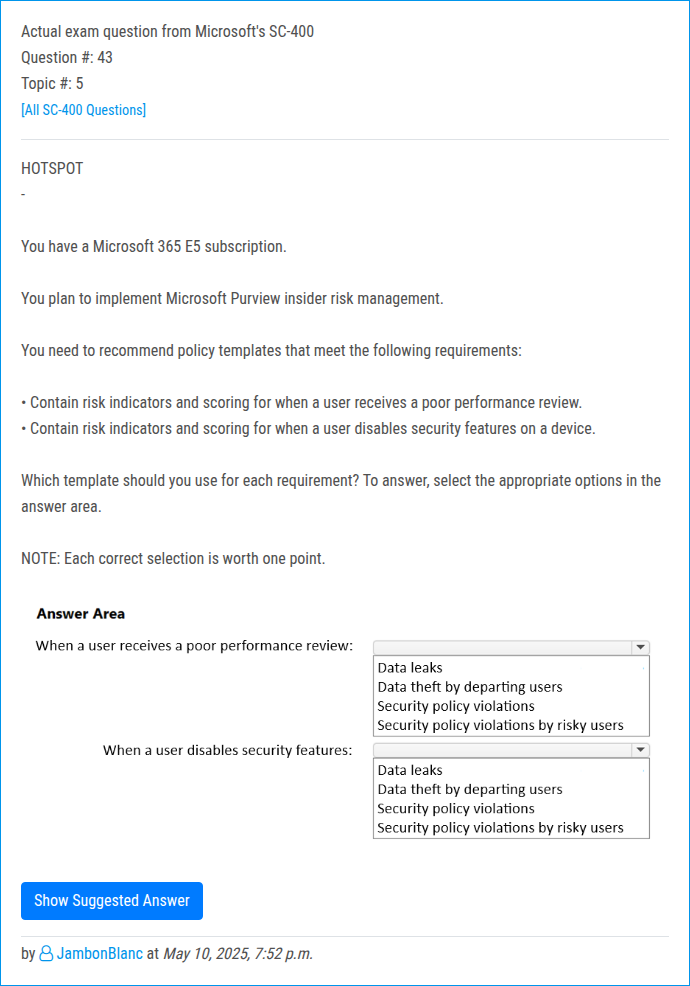 Actual exam question from Microsoft's SC-400
Question #: 43
Topic #: 5
[All SC-400 Questions]
HOTSPOT
-
You have a Microsoft 365 E5 subscription.
You plan to implement Microsoft Purview insider risk management.
You need to recommend policy templates that meet the following requirements:
• Contain risk indicators and scoring for when a user receives a poor performance review.
• Contain risk indicators and scoring for when a user disables security features on a device.
Which template should you use for each requirement? To answer, select the appropriate options in the
answer area.
NOTE: Each correct selection is worth one point.
Answer Area
When a user receives a poor performance review:
Data leaks
Data theft by departing users
Security policy violations
Security policy violations by risky users
When a user disables security features:
Data leaks
Data theft by departing users
Security policy violations
Security policy violations by risky users
Show Suggested Answer
by JambonBlanc at May 10, 2025, 7:52 p.m.